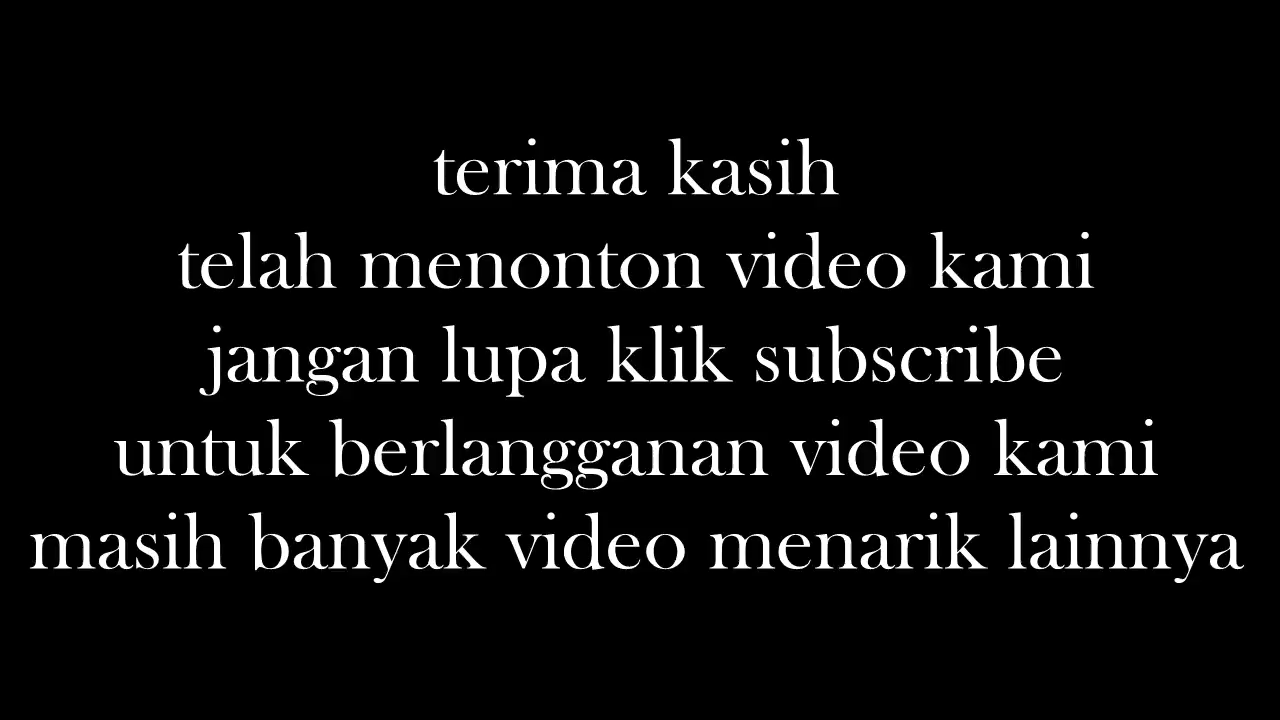 terima kasih
telah menonton video kami
jangan lupa klik subscribe
untuk berlangganan video kami
masih banyak video menarik lainnya